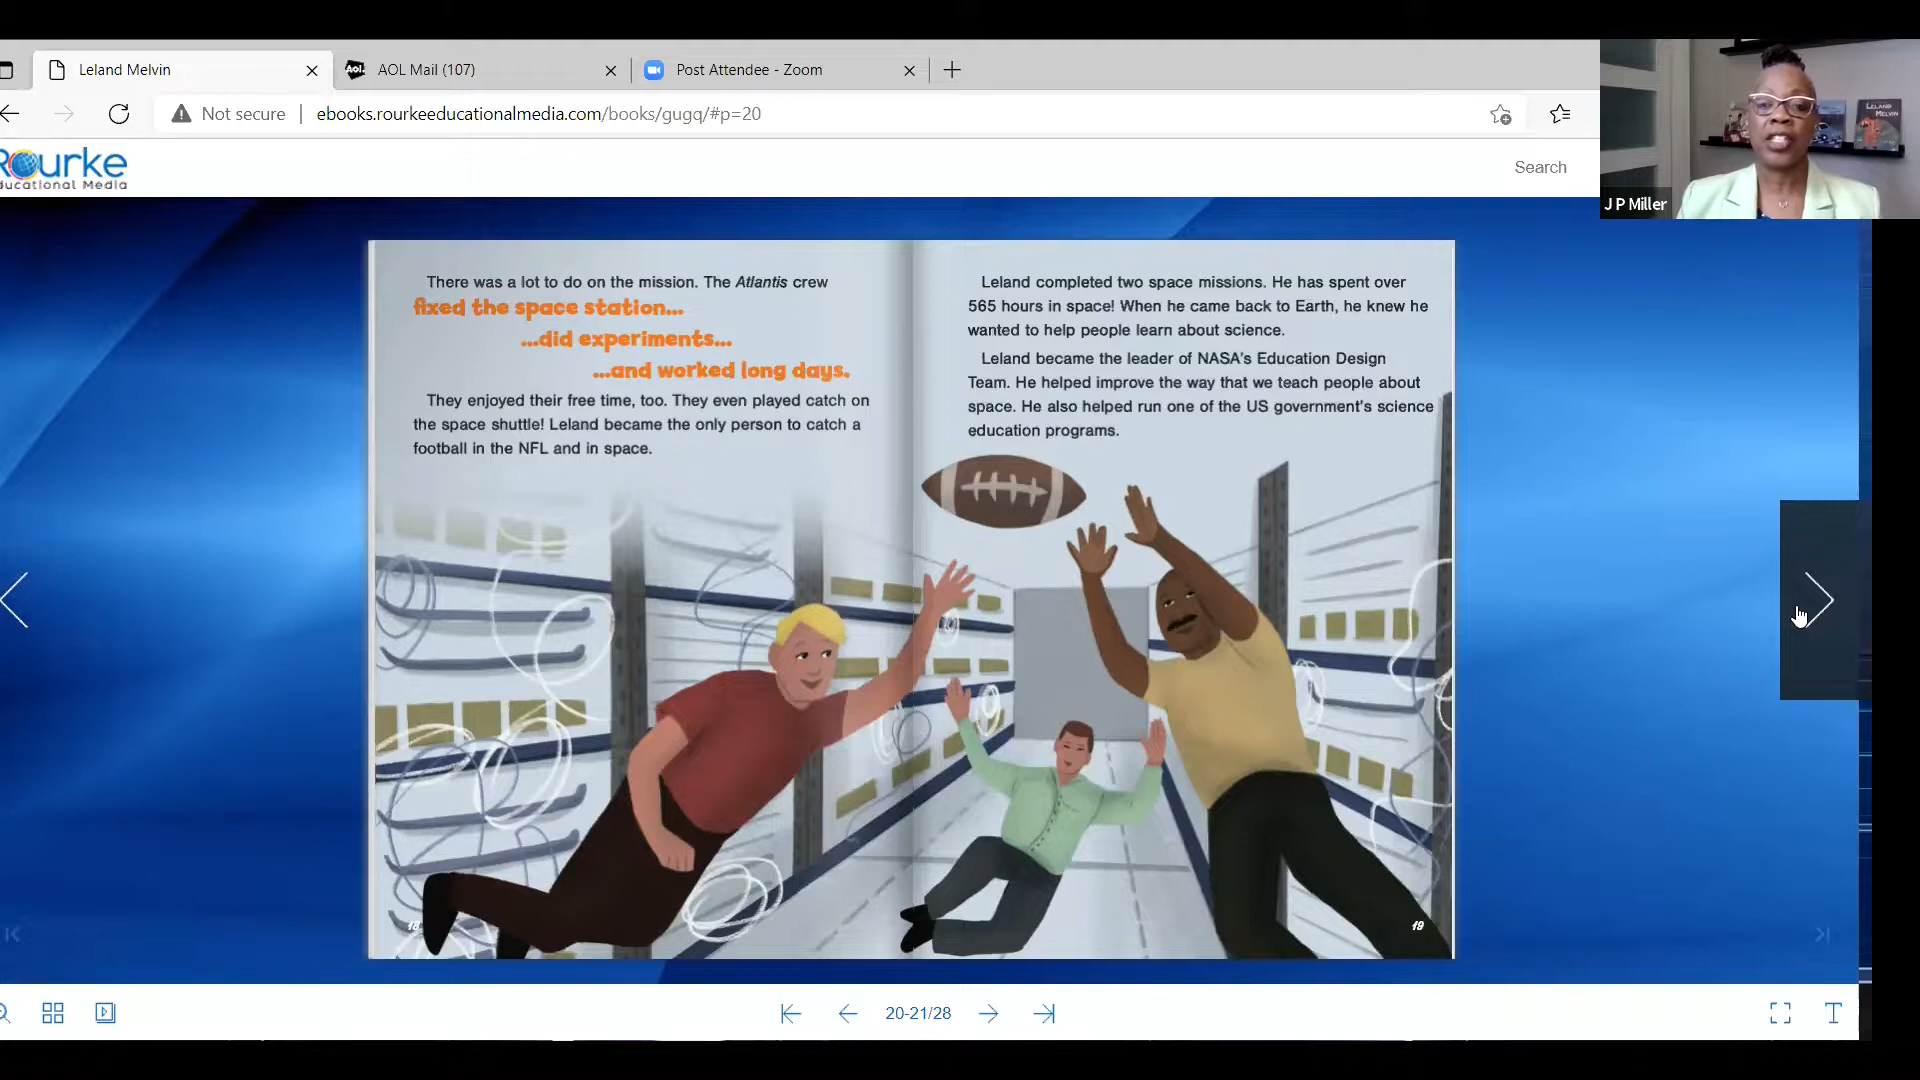 Leland Melvin
AOL Mail (107)
Post Attendee - Zoom
Not secure
ebooks.rourkeeducationalmedia.com/books/gugq/#p=20
Rourke
Educational Media
Search
LELAND
MELVIN
J P Miller
There was a lot to do on the mission. The Atlantis crew
fixed the space station...
...did experiments...
...and worked long days.
They enjoyed their free time, too. They even played catch on
the space shuttle! Leland became the only person to catch a
football in the NFL and in space.
18
Leland completed two space missions. He has spent over
565 hours in space! When he came back to Earth, he knew he
wanted to help people learn about science.
Leland became the leader of NASA's Education Design
Team. He helped improve the way that we teach people about
space. He also helped run one of the US government's science
education programs.
19
20-21/28